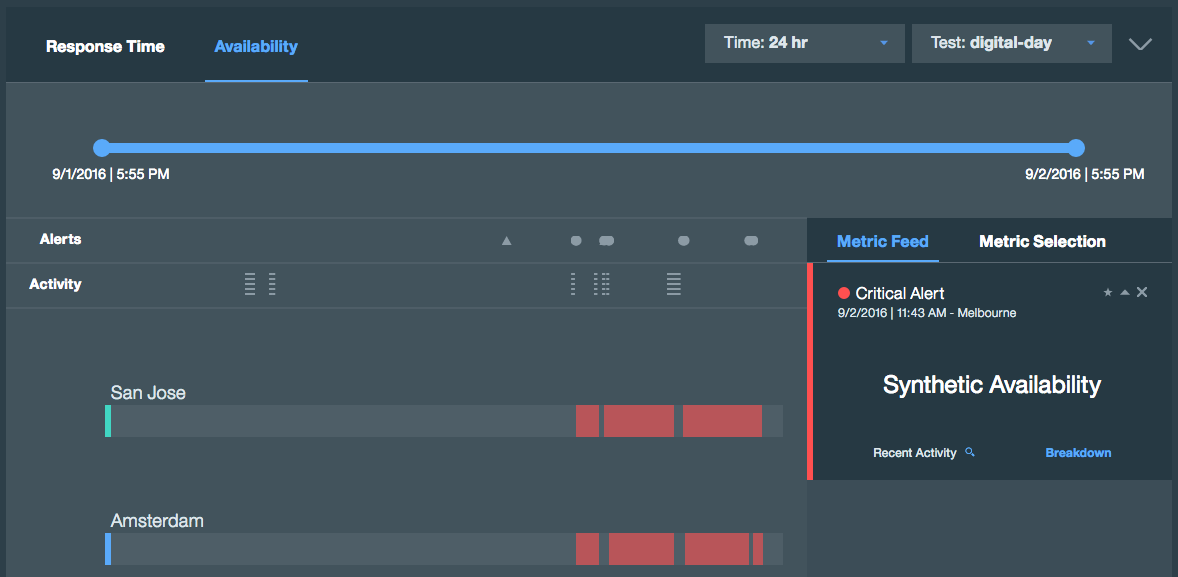 Response Time
Availability
Time: 24 hr
Test: digital-day
9/1/2016 | 5:55 PM
9/2/2016 | 5:55 PM
Alerts
Metric Feed
Metric Selection
Activity
Critical Alert
9/2/2016 | 11:43 AM - Melbourne
Synthetic Availability
San Jose
Recent Activity
Breakdown
Amsterdam